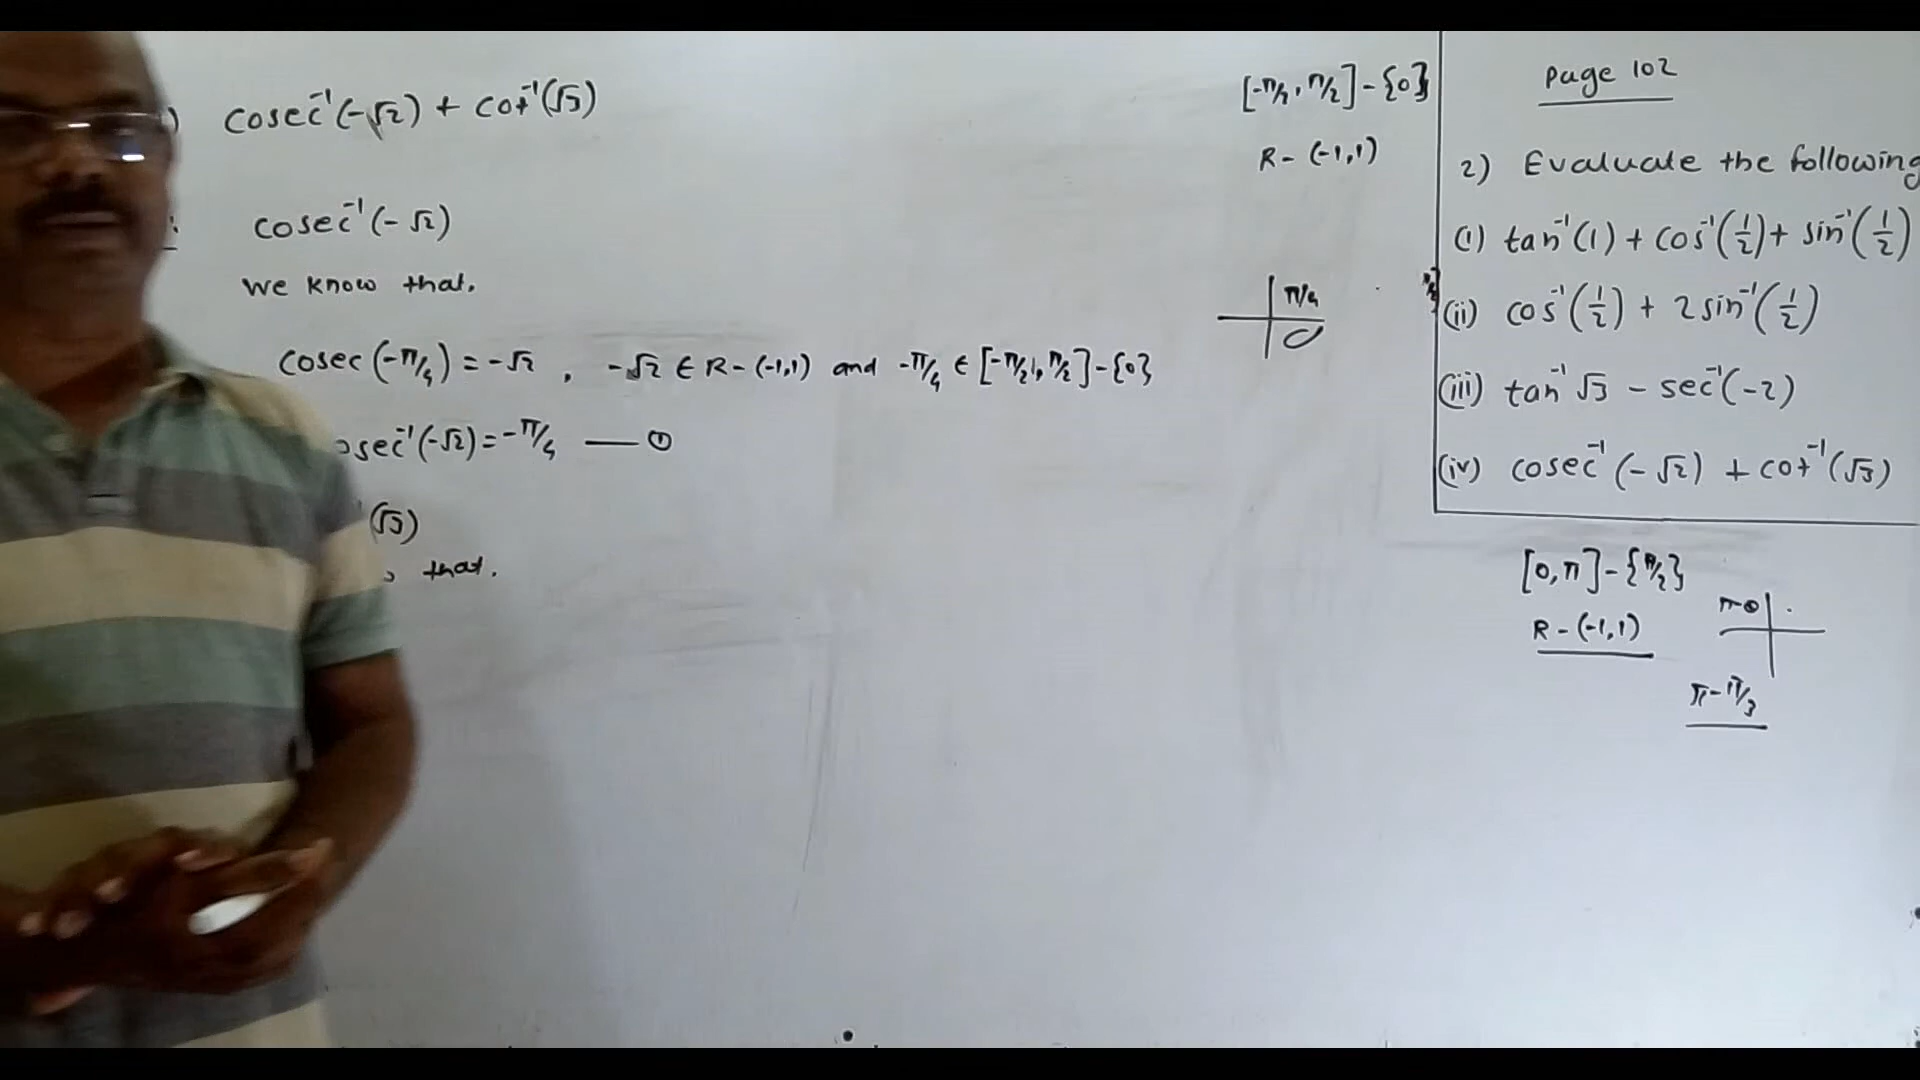 ) cosec⁻¹(-√2) + cot⁻¹(√3)
: cosec⁻¹(-√2)
We know that,
cosec(-π/4) = -√2 , -√2 ∈ R - (-1,1) and -π/4 ∈ [-π/2, π/2] - {0}
osec⁻¹(-√2) = -π/4 —— ①
(√3)
that,
[-π/2, π/2] - {0}
R - (-1,1)
π/4
Page 102
2) Evaluate the following
(i) tan⁻¹(1) + cos⁻¹(1/2) + sin⁻¹(1/2)
(ii) cos⁻¹(1/2) + 2sin⁻¹(1/2)
(iii) tan⁻¹√3 - sec⁻¹(-2)
(iv) cosec⁻¹(-√2) + cot⁻¹(√3)
[0,π] - {π/2}
R - (-1,1)
π-θ
π - π/3